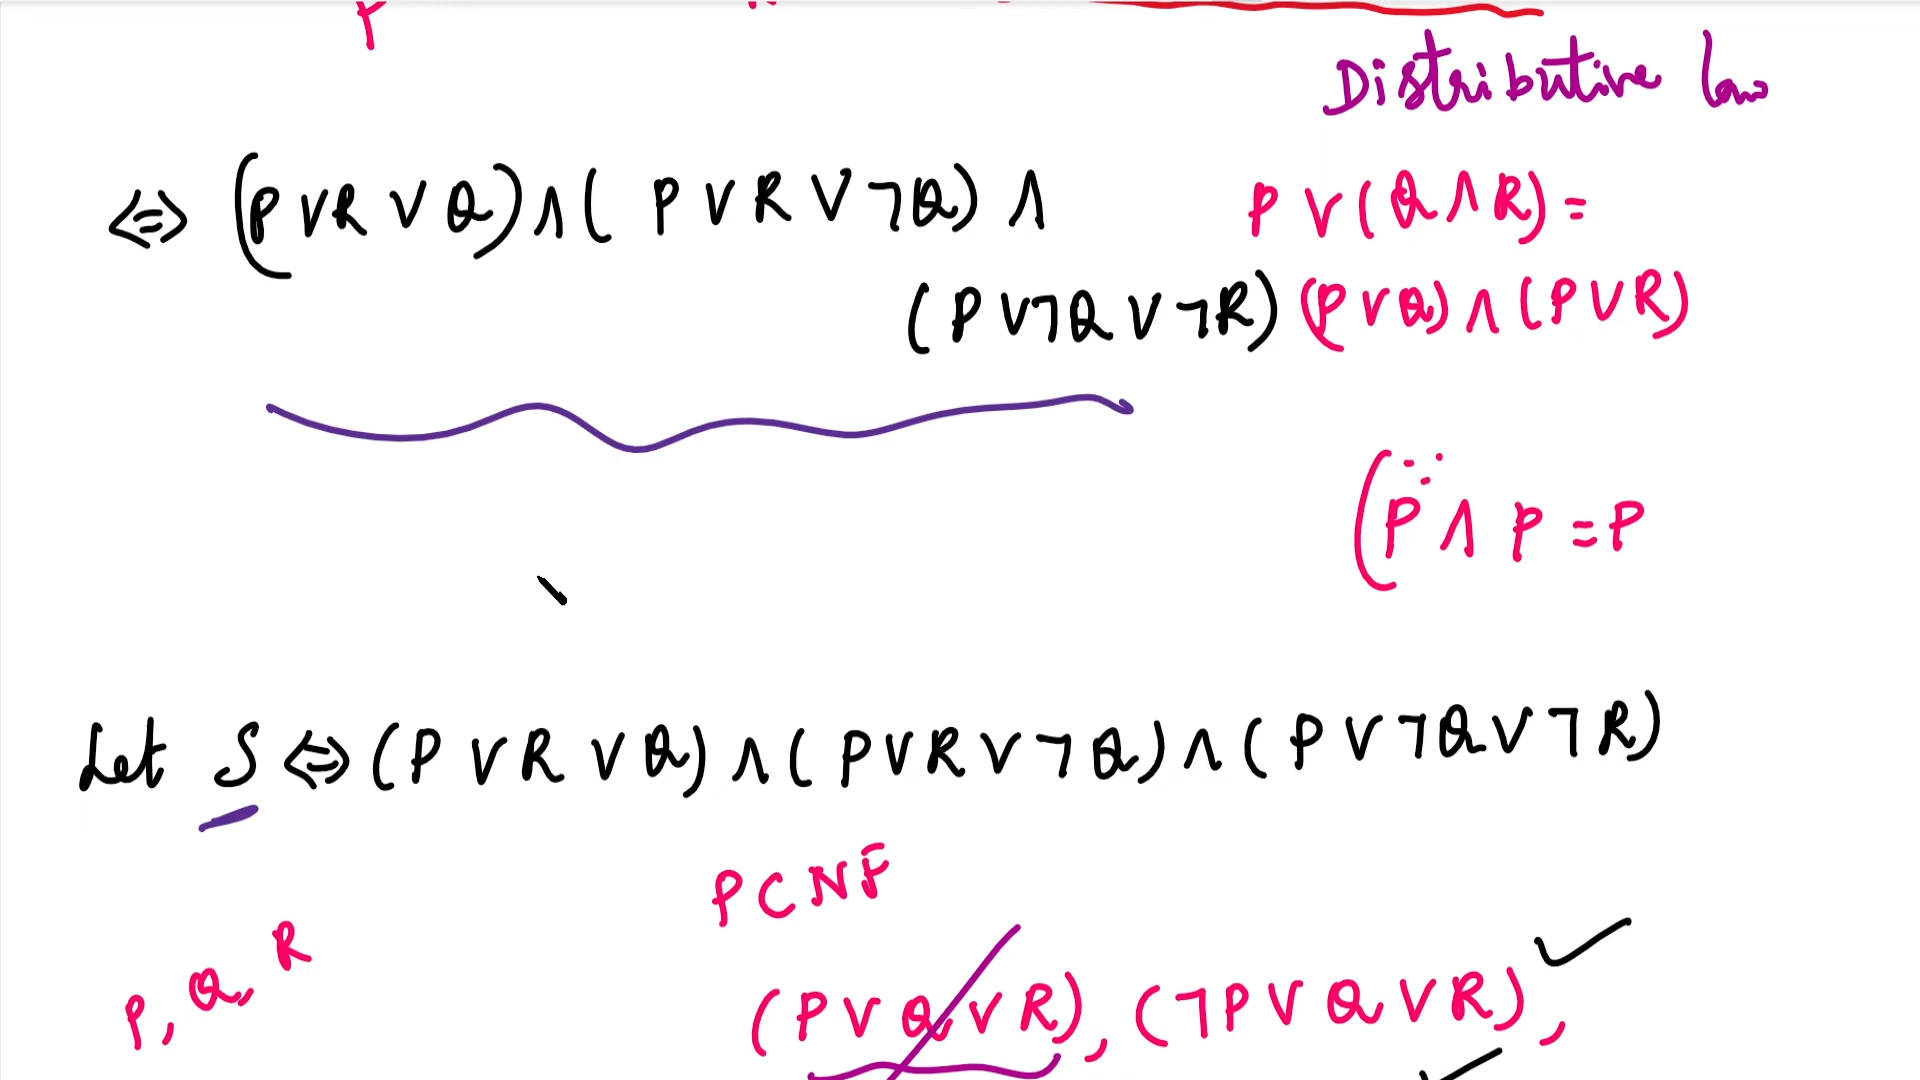 Distributive law
⇔ (P ∨ R ∨ Q) ∧ ( P ∨ R ∨ ¬Q) ∧
(P ∨ ¬Q ∨ ¬R)
P ∨ (Q ∧ R) =
(P ∨ Q) ∧ (P ∨ R)
(∵ P ∧ P = P
Let S ⇔ (P ∨ R ∨ Q) ∧ ( P ∨ R ∨ ¬Q) ∧ ( P ∨ ¬Q ∨ ¬R)
PCNF
P, Q, R
(P ∨ Q ∨ R), (¬P ∨ Q ∨ R),